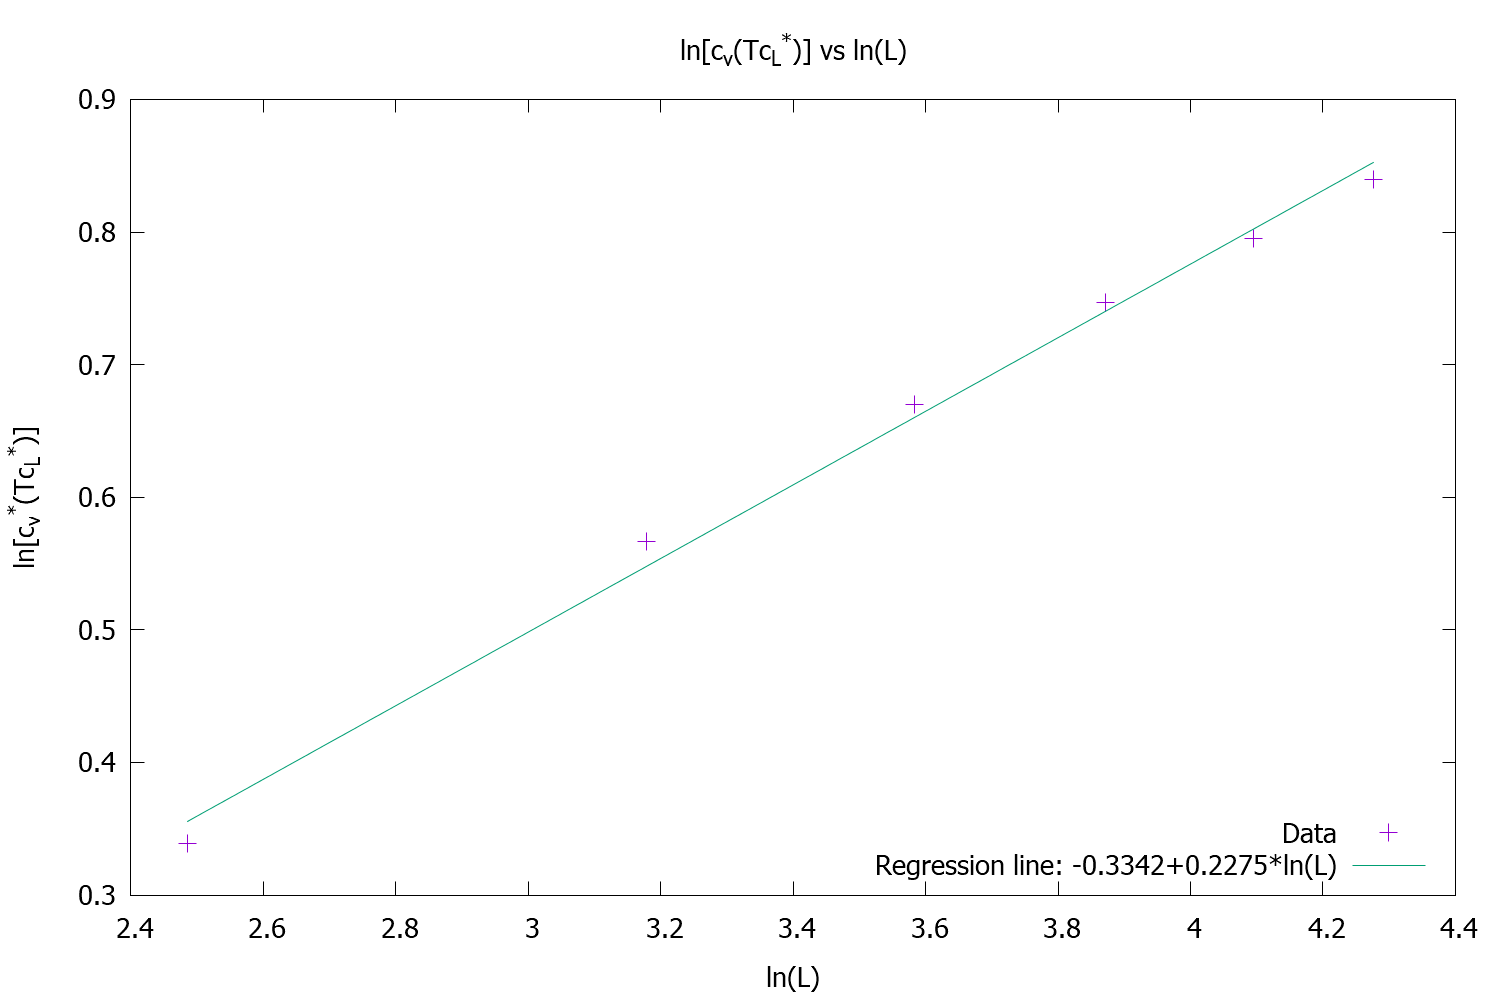 ln[cᵥ(Tc_L^*)] vs ln(L)
0.9
0.8
0.7
0.6
0.5
0.4
0.3
ln[cᵥ^*(Tc_L^*)]
Data
Regression line: -0.3342+0.2275*ln(L)
2.4 2.6 2.8 3 3.2 3.4 3.6 3.8 4 4.2 4.4
ln(L)